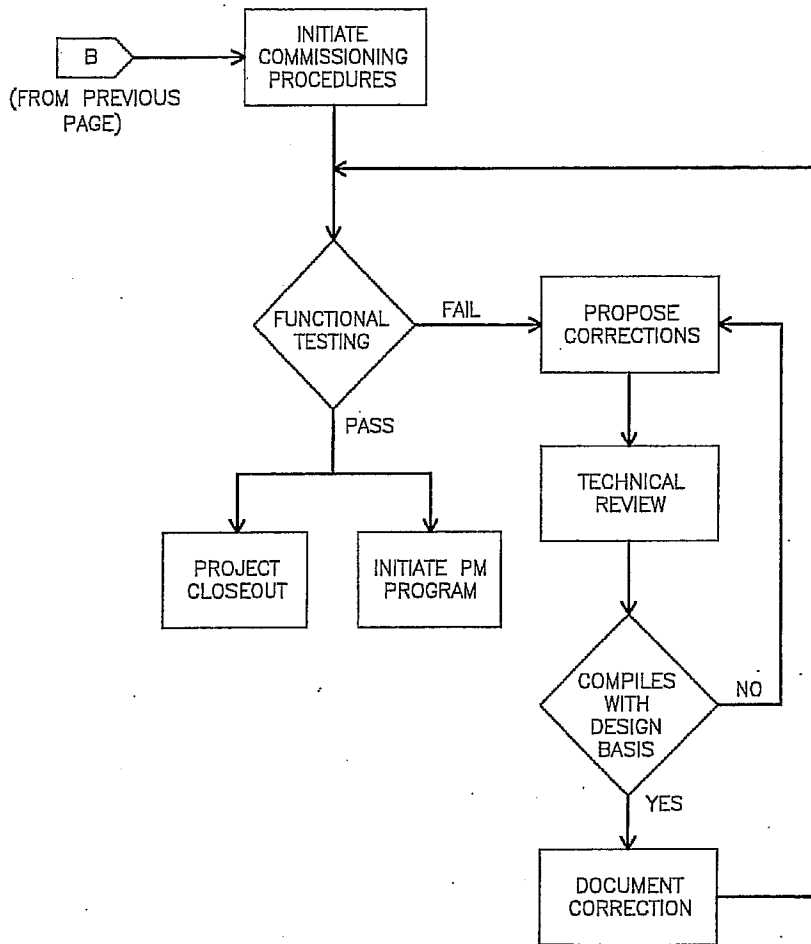 INITIATE
COMMISSIONING
PROCEDURES
B
(FROM PREVIOUS
PAGE)
FUNCTIONAL
TESTING
FAIL
PROPOSE
CORRECTIONS
PASS
TECHNICAL
REVIEW
PROJECT
CLOSEOUT
INITIATE PM
PROGRAM
COMPILES
WITH
DESIGN
BASIS
NO
YES
DOCUMENT
CORRECTION